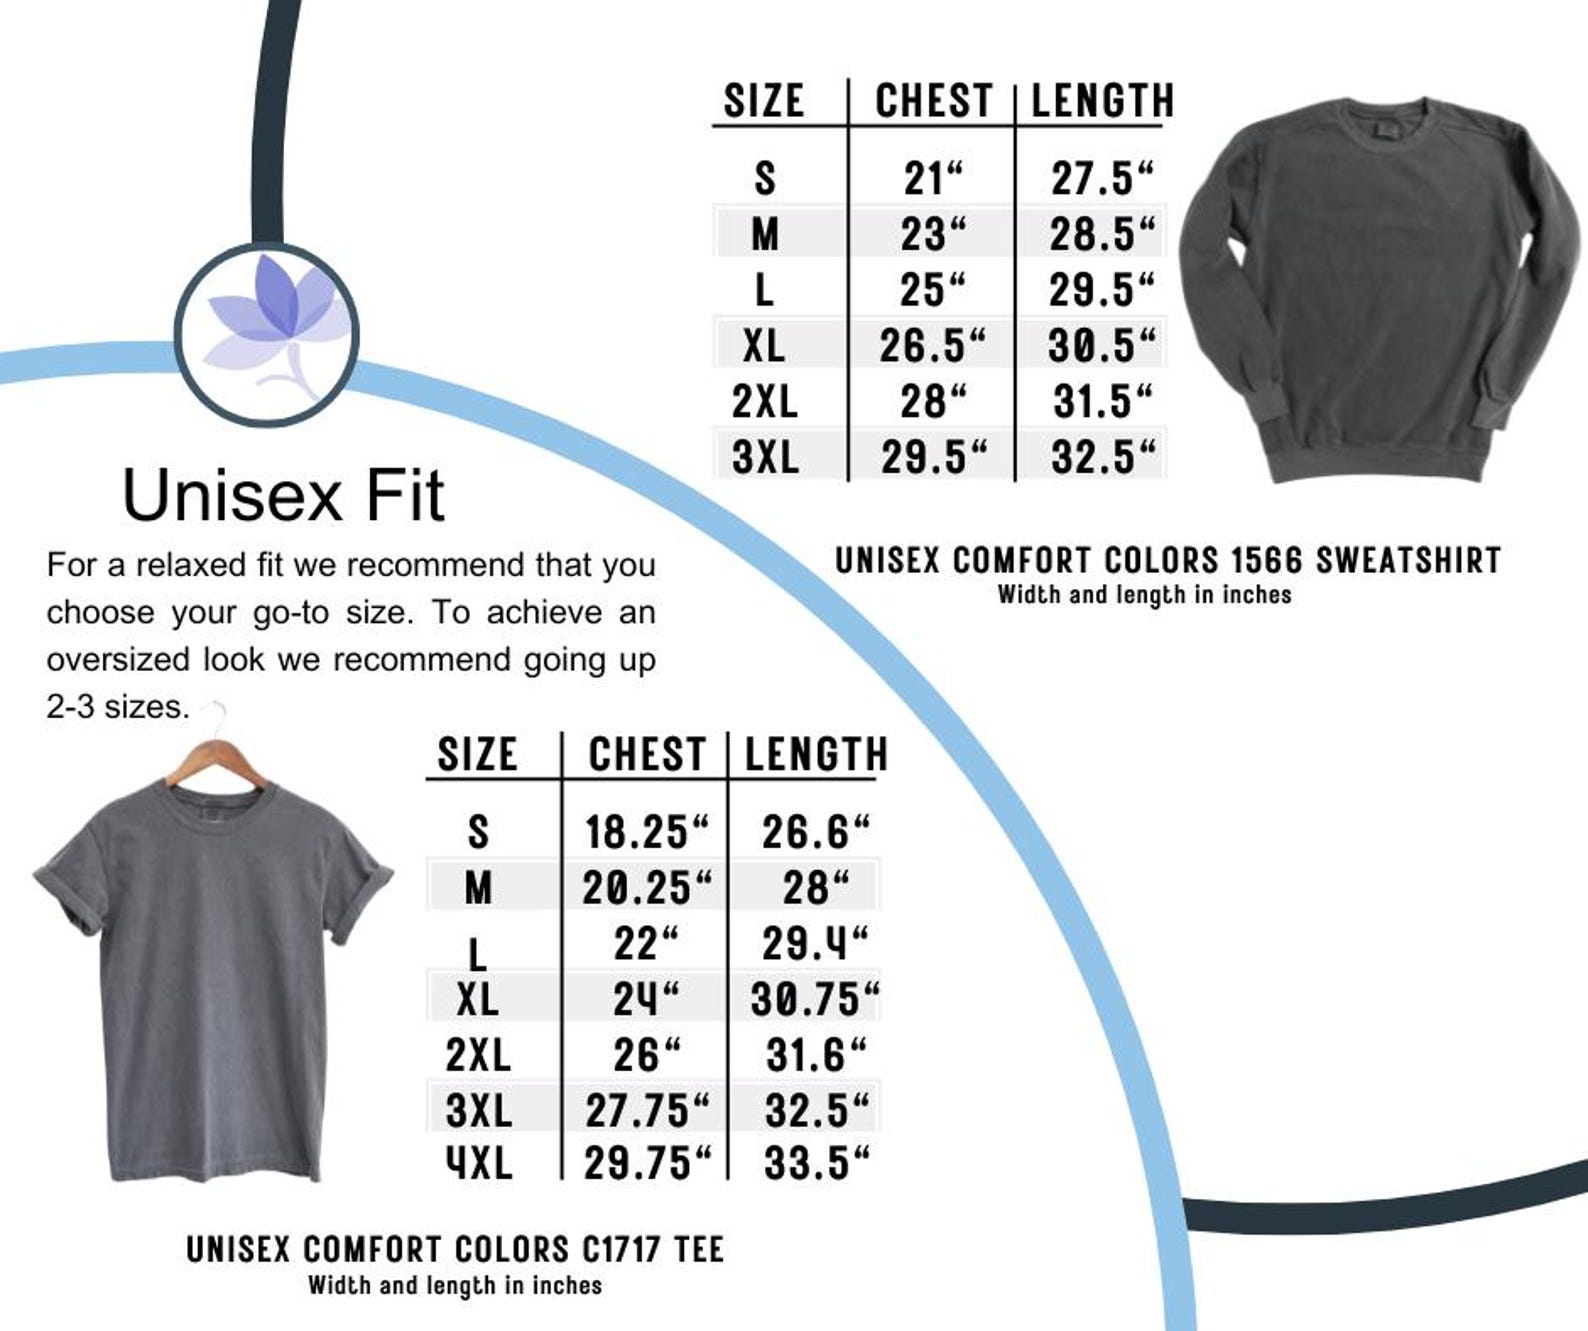 SIZE CHEST LENGTH
S 21“ 27.5“
M 23“ 28.5“
L 25“ 29.5“
XL 26.5“ 30.5“
2XL 28“ 31.5“
3XL 29.5“ 32.5“
UNISEX COMFORT COLORS 1566 SWEATSHIRT
Width and length in inches
Unisex Fit
For a relaxed fit we recommend that you
choose your go-to size. To achieve an
oversized look we recommend going up
2-3 sizes.
SIZE CHEST LENGTH
S 18.25“ 26.6“
M 20.25“ 28“
L 22“ 29.4“
XL 24“ 30.75“
2XL 26“ 31.6“
3XL 27.75“ 32.5“
4XL 29.75“ 33.5“
UNISEX COMFORT COLORS C1717 TEE
Width and length in inches